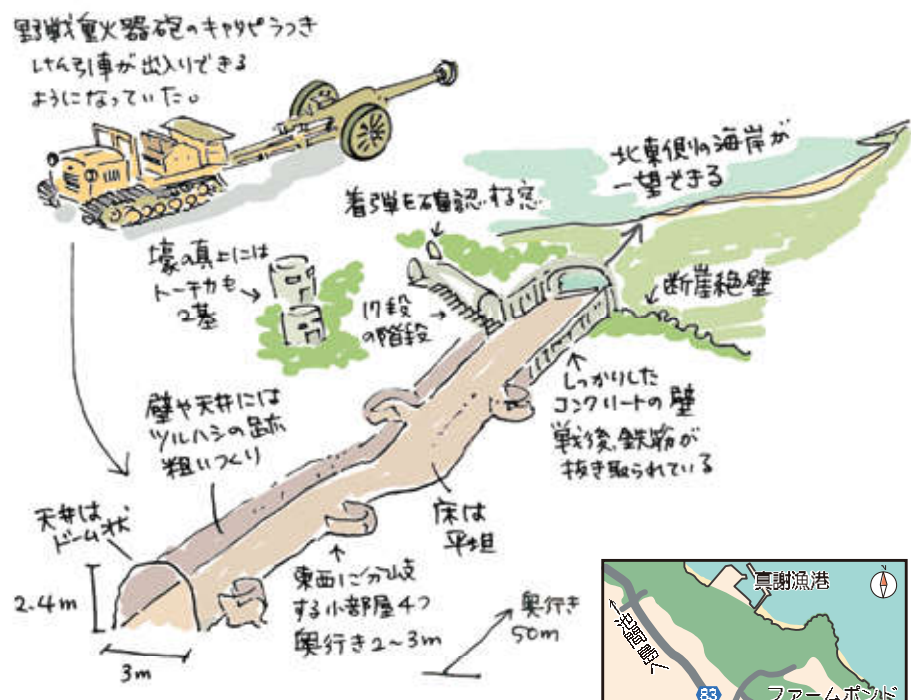 野戦重火器砲のキャタピラつき
けん引車が出入りできる
ようになっていた。
北東側の海岸が
一望できる
着弾を確認する窓
壕の真上には
トーチカも
2基
17段
の階段
断崖絶壁
しっかりした
コンクリートの壁
戦後、鉄筋が
抜き取られている
壁や天井には
ツルハシの跡
粗いつくり
天井は
ドーム状
床は
平坦
2.4m
3m
東西に分岐
する小部屋4つ
奥行き2～3m
奥行き
50m
真謝漁港
83
ファームポンド